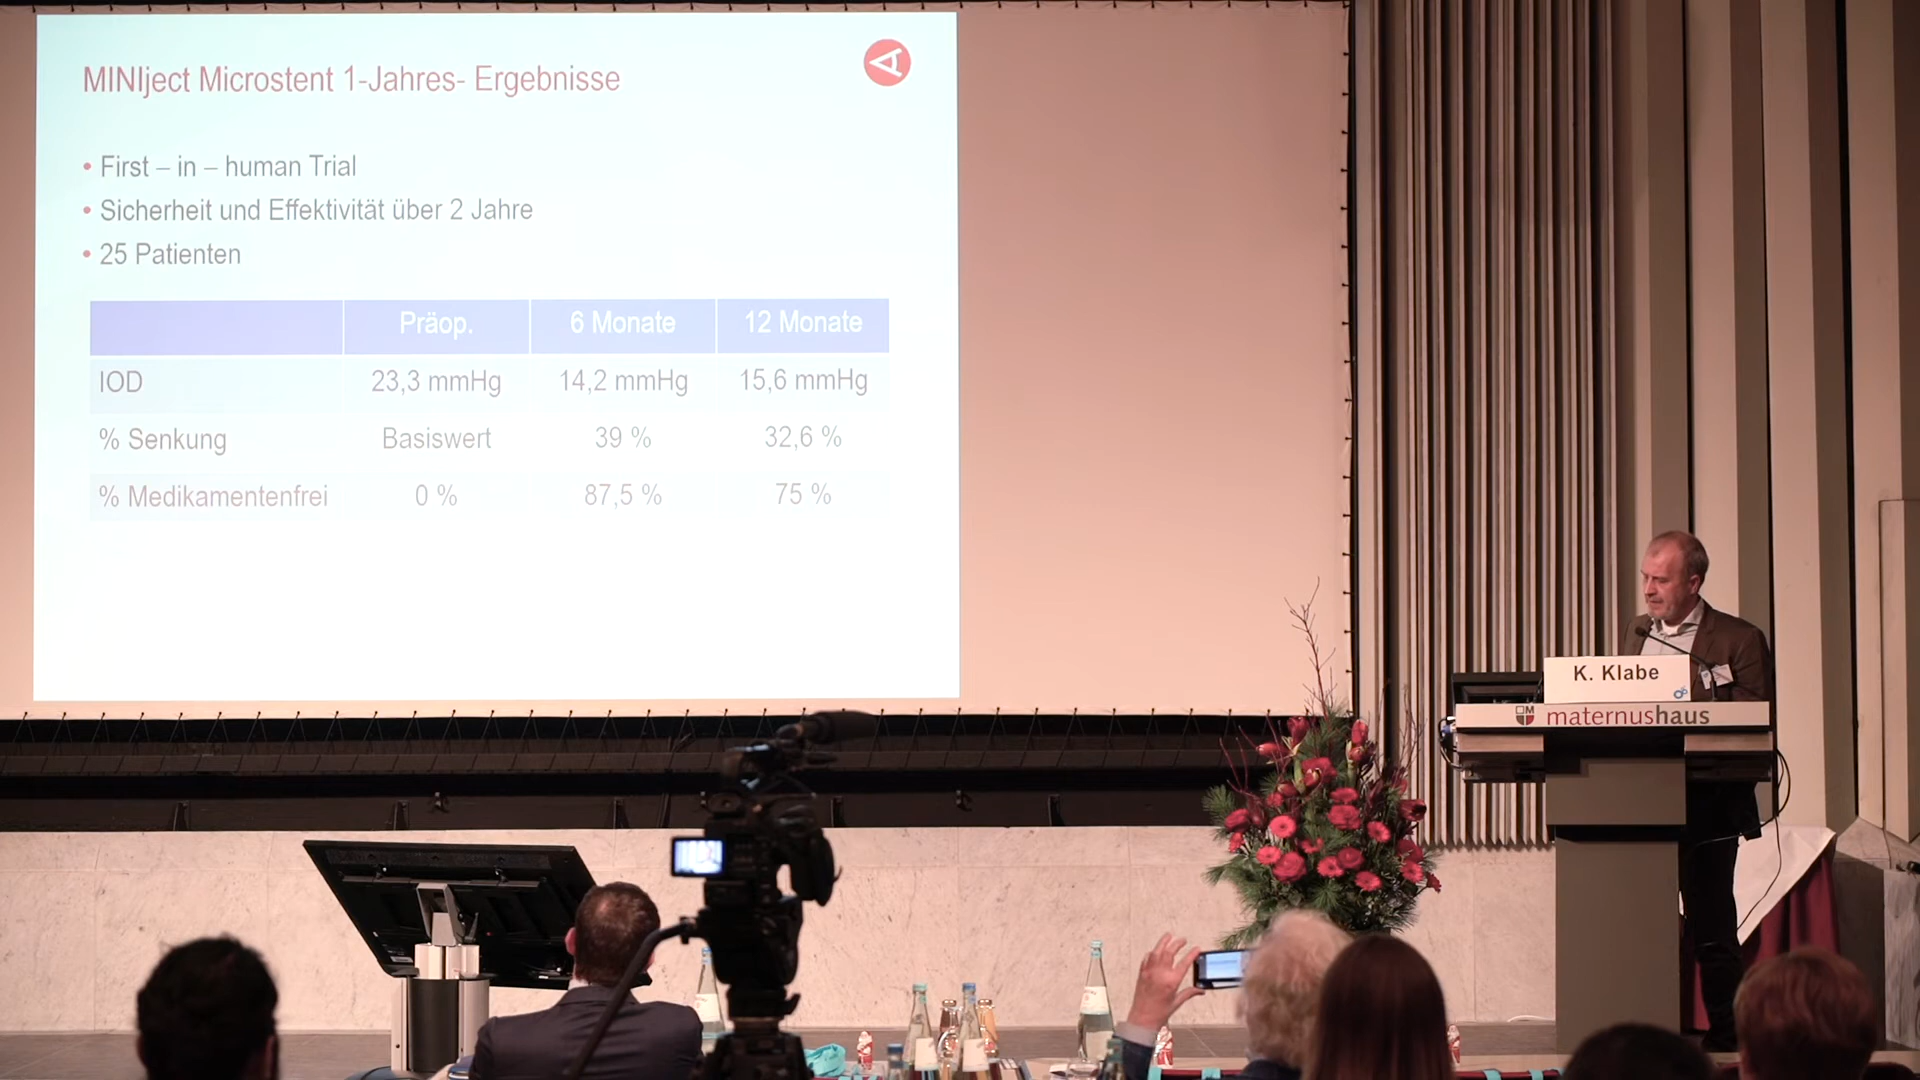 MINIject Microstent 1-Jahres- Ergebnisse
• First – in – human Trial
• Sicherheit und Effektivität über 2 Jahre
• 25 Patienten
Präop. 6 Monate 12 Monate
IOD 23,3 mmHg 14,2 mmHg 15,6 mmHg
% Senkung Basiswert 39 % 32,6 %
% Medikamentenfrei 0 % 87,5 % 75 %
K. Klabe
M maternushaus